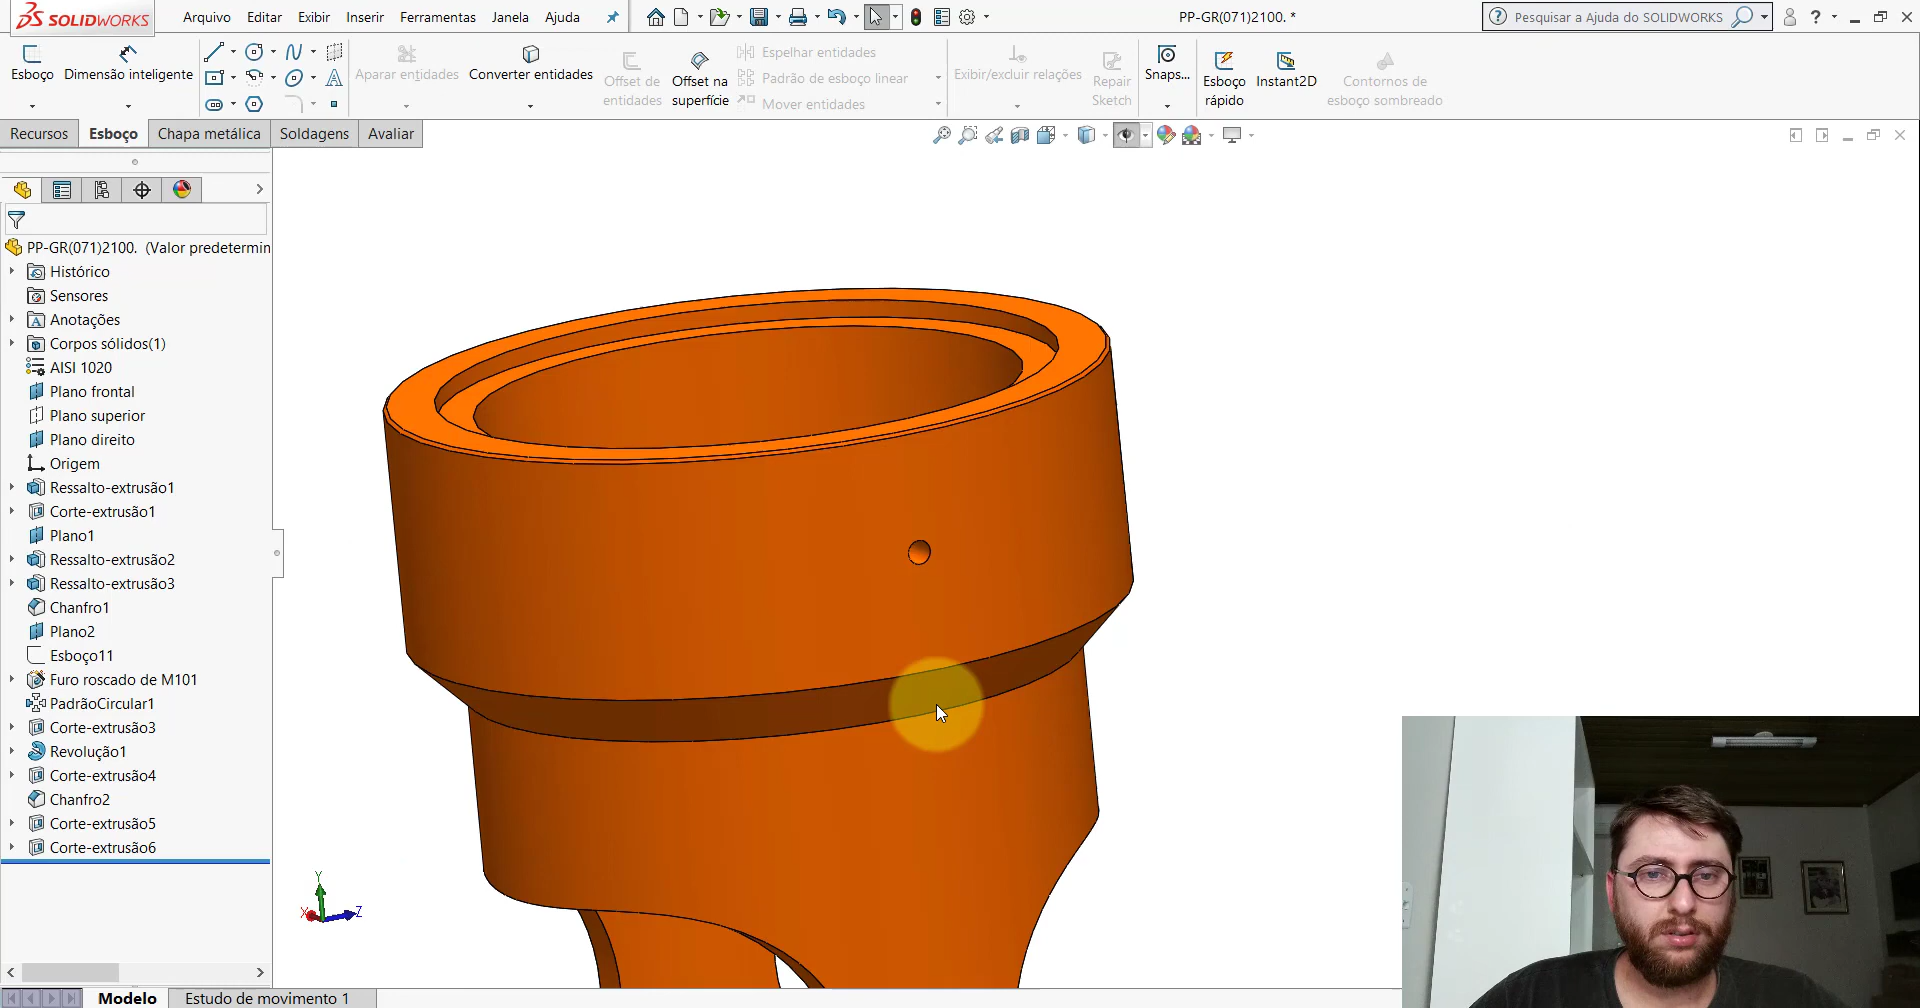 SOLIDWORKS
Arquivo Editar Exibir Inserir Ferramentas Janela Ajuda
PP-GR(071)2100. *
Pesquisar a Ajuda do SOLIDWORKS
Esboço
Dimensão inteligente
Aparar entidades
Converter entidades
Offset de entidades
Offset na superfície
Espelhar entidades
Padrão de esboço linear
Mover entidades
Exibir/excluir relações
Repair Sketch
Snaps...
Esboço rápido
Instant2D
Contornos de esboço sombreado
Recursos Esboço Chapa metálica Soldagens Avaliar
PP-GR(071)2100. (Valor predetermin
Histórico
Sensores
Anotações
Corpos sólidos(1)
AISI 1020
Plano frontal
Plano superior
Plano direito
Origem
Ressalto-extrusão1
Corte-extrusão1
Plano1
Ressalto-extrusão2
Ressalto-extrusão3
Chanfro1
Plano2
Esboço11
Furo roscado de M101
PadrãoCircular1
Corte-extrusão3
Revolução1
Corte-extrusão4
Chanfro2
Corte-extrusão5
Corte-extrusão6
Y
X
Z
Modelo Estudo de movimento 1